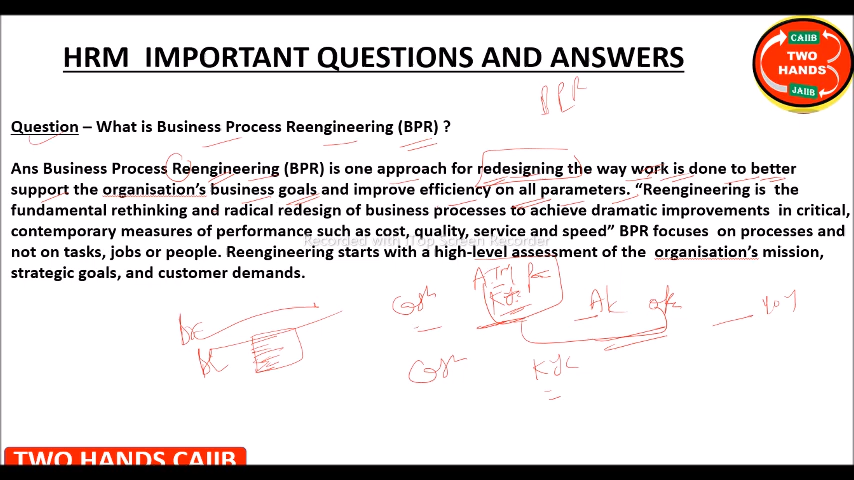 HRM IMPORTANT QUESTIONS AND ANSWERS
CAIIB
TWO
HANDS
JAIIB
BPR
Question – What is Business Process Reengineering (BPR) ?
Ans Business Process Reengineering (BPR) is one approach for redesigning the way work is done to better
support the organisation's business goals and improve efficiency on all parameters. “Reengineering is the
fundamental rethinking and radical redesign of business processes to achieve dramatic improvements in critical,
contemporary measures of performance such as cost, quality, service and speed” BPR focuses on processes and
Recorded with iTop Screen Recorder
not on tasks, jobs or people. Reengineering starts with a high-level assessment of the organisation's mission,
strategic goals, and customer demands.
ATM
KYC
KYC
TWO HANDS CAIIB